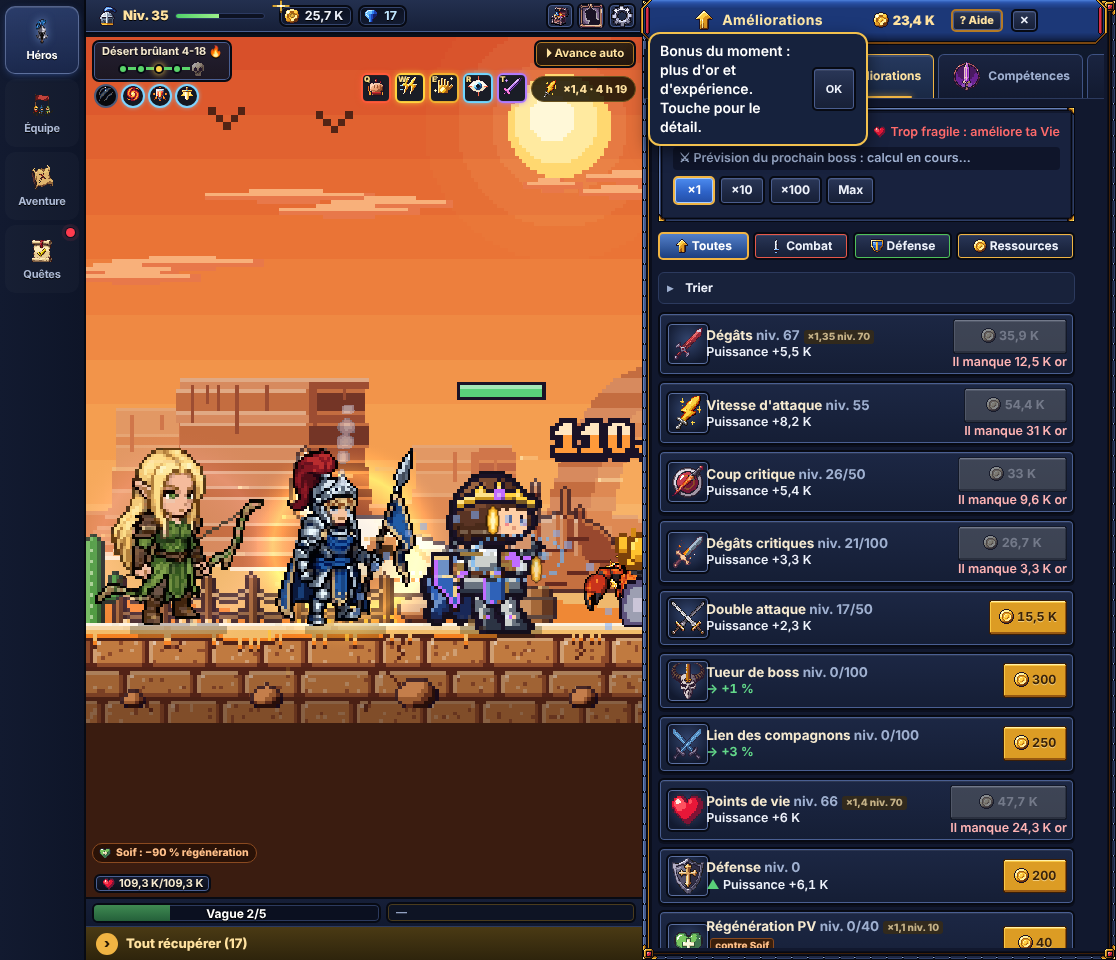 Niv. 35
25,7 K
17
Améliorations
23,4 K
? Aide
×
Héros
Équipe
Aventure
Quêtes
Désert brûlant 4-18
Avance auto
×1,4 · 4 h 19
Bonus du moment :
plus d'or et
d'expérience.
Touche pour le
détail.
OK
liorations
Compétences
Trop fragile : améliore ta Vie
Prévision du prochain boss : calcul en cours…
×1
×10
×100
Max
Toutes
Combat
Défense
Ressources
Trier
Dégâts niv. 67 ×1,35 niv. 70
Puissance +5,5 K
35,9 K
Il manque 12,5 K or
Vitesse d'attaque niv. 55
Puissance +8,2 K
54,4 K
Il manque 31 K or
Coup critique niv. 26/50
Puissance +5,4 K
33 K
Il manque 9,6 K or
Dégâts critiques niv. 21/100
Puissance +3,3 K
26,7 K
Il manque 3,3 K or
Double attaque niv. 17/50
Puissance +2,3 K
15,5 K
Tueur de boss niv. 0/100
→ +1 %
300
Lien des compagnons niv. 0/100
→ +3 %
250
Points de vie niv. 66 ×1,4 niv. 70
Puissance +6 K
47,7 K
Il manque 24,3 K or
Défense niv. 0
Puissance +6,1 K
200
Régénération PV niv. 0/40 ×1,1 niv. 10
contre Soif
40
110
Soif : −90 % régénération
109,3 K/109,3 K
Vague 2/5
—
Tout récupérer (17)